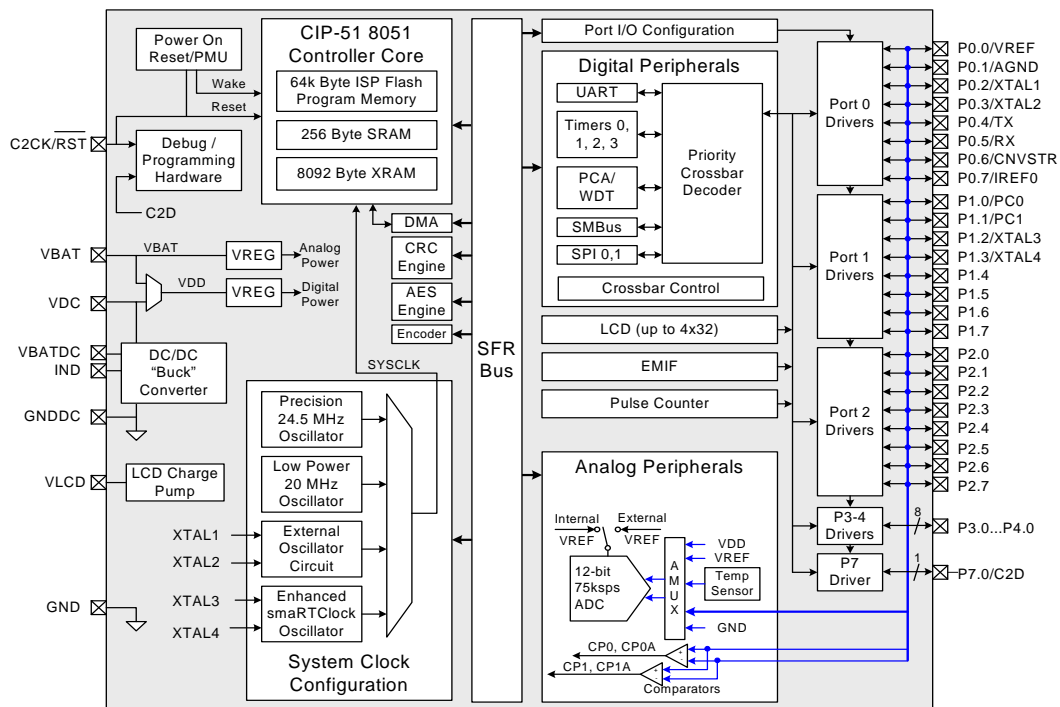 Power On
Reset/PMU
Wake
Reset
C2CK/RST
Debug /
Programming
Hardware
C2D
CIP-51 8051
Controller Core
64k Byte ISP Flash
Program Memory
256 Byte SRAM
8092 Byte XRAM
DMA
CRC
Engine
AES
Engine
Encoder
VBAT
VBAT
VREG
Analog
Power
VDC
VDD
VREG
Digital
Power
VBATDC
IND
DC/DC
“Buck”
Converter
GNDDC
VLCD
LCD Charge
Pump
GND
SYSCLK
Precision
24.5 MHz
Oscillator
Low Power
20 MHz
Oscillator
XTAL1
XTAL2
External
Oscillator
Circuit
XTAL3
XTAL4
Enhanced
smaRTClock
Oscillator
System Clock
Configuration
SFR
Bus
Port I/O Configuration
Digital Peripherals
UART
Timers 0,
1, 2, 3
PCA/
WDT
SMBus
SPI 0,1
Priority
Crossbar
Decoder
Crossbar Control
LCD (up to 4x32)
EMIF
Pulse Counter
Analog Peripherals
Internal
VREF
External
VREF
12-bit
75ksps
ADC
A
M
U
X
VDD
VREF
Temp
Sensor
GND
CP0, CP0A
+
-
CP1, CP1A
+
-
Comparators
Port 0
Drivers
Port 1
Drivers
Port 2
Drivers
P3-4
Drivers
P7
Driver
P0.0/VREF
P0.1/AGND
P0.2/XTAL1
P0.3/XTAL2
P0.4/TX
P0.5/RX
P0.6/CNVSTR
P0.7/IREF0
P1.0/PC0
P1.1/PC1
P1.2/XTAL3
P1.3/XTAL4
P1.4
P1.5
P1.6
P1.7
P2.0
P2.1
P2.2
P2.3
P2.4
P2.5
P2.6
P2.7
8
P3.0...P4.0
1
P7.0/C2D